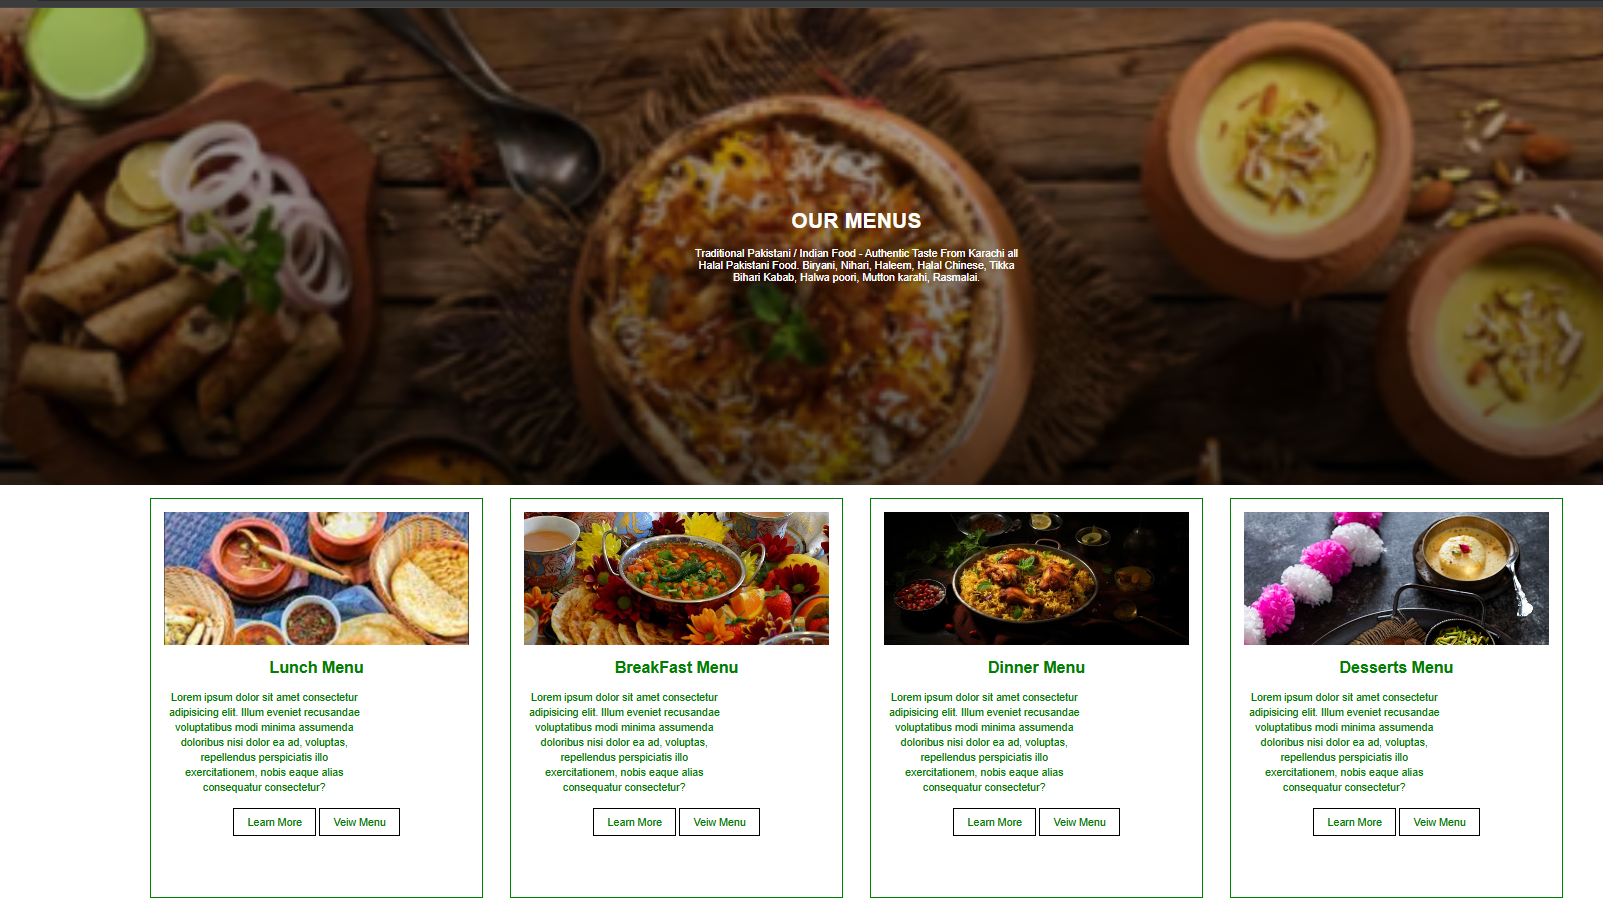 OUR MENUS
Traditional Pakistani / Indian Food - Authentic Taste From Karachi all
Halal Pakistani Food. Biryani, Nihari, Haleem, Halal Chinese, Tikka
Bihari Kabab, Halwa poori, Mutton karahi, Rasmalai.
Lunch Menu
Lorem ipsum dolor sit amet consectetur
adipisicing elit. Illum eveniet recusandae
voluptatibus modi minima assumenda
doloribus nisi dolor ea ad, voluptas,
repellendus perspiciatis illo
exercitationem, nobis eaque alias
consequatur consectetur?
Learn More
Veiw Menu
BreakFast Menu
Lorem ipsum dolor sit amet consectetur
adipisicing elit. Illum eveniet recusandae
voluptatibus modi minima assumenda
doloribus nisi dolor ea ad, voluptas,
repellendus perspiciatis illo
exercitationem, nobis eaque alias
consequatur consectetur?
Learn More
Veiw Menu
Dinner Menu
Lorem ipsum dolor sit amet consectetur
adipisicing elit. Illum eveniet recusandae
voluptatibus modi minima assumenda
doloribus nisi dolor ea ad, voluptas,
repellendus perspiciatis illo
exercitationem, nobis eaque alias
consequatur consectetur?
Learn More
Veiw Menu
Desserts Menu
Lorem ipsum dolor sit amet consectetur
adipisicing elit. Illum eveniet recusandae
voluptatibus modi minima assumenda
doloribus nisi dolor ea ad, voluptas,
repellendus perspiciatis illo
exercitationem, nobis eaque alias
consequatur consectetur?
Learn More
Veiw Menu